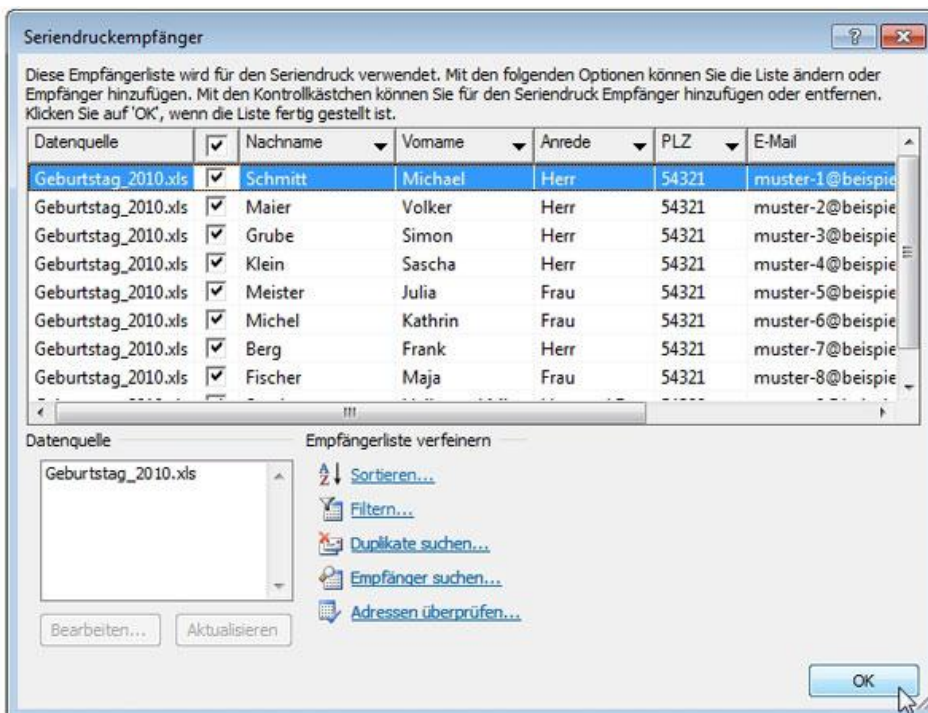 Seriendruckempfänger
Diese Empfängerliste wird für den Seriendruck verwendet. Mit den folgenden Optionen können Sie die Liste ändern oder
Empfänger hinzufügen. Mit den Kontrollkästchen können Sie für den Seriendruck Empfänger hinzufügen oder entfernen.
Klicken Sie auf 'OK', wenn die Liste fertig gestellt ist.
Datenquelle Nachname Vorname Anrede PLZ E-Mail
Geburtstag_2010.xls Schmitt Michael Herr 54321 muster-1@beispie
Geburtstag_2010.xls Maier Volker Herr 54321 muster-2@beispie
Geburtstag_2010.xls Grube Simon Herr 54321 muster-3@beispie
Geburtstag_2010.xls Klein Sascha Herr 54321 muster-4@beispie
Geburtstag_2010.xls Meister Julia Frau 54321 muster-5@beispie
Geburtstag_2010.xls Michel Kathrin Frau 54321 muster-6@beispie
Geburtstag_2010.xls Berg Frank Herr 54321 muster-7@beispie
Geburtstag_2010.xls Fischer Maja Frau 54321 muster-8@beispie
Datenquelle
Geburtstag_2010.xls
Bearbeiten... Aktualisieren
Empfängerliste verfeinern
Sortieren...
Filtern...
Duplikate suchen...
Empfänger suchen...
Adressen überprüfen...
OK